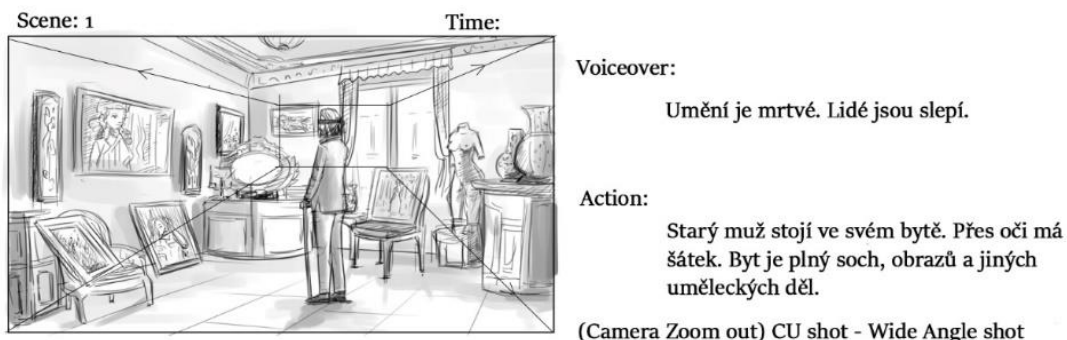 Scene: 1
Time:
Voiceover:
Umění je mrtvé. Lidé jsou slepí.
Action:
Starý muž stojí ve svém bytě. Přes oči má
šátek. Byt je plný soch, obrazů a jiných
uměleckých děl.
(Camera Zoom out) CU shot - Wide Angle shot